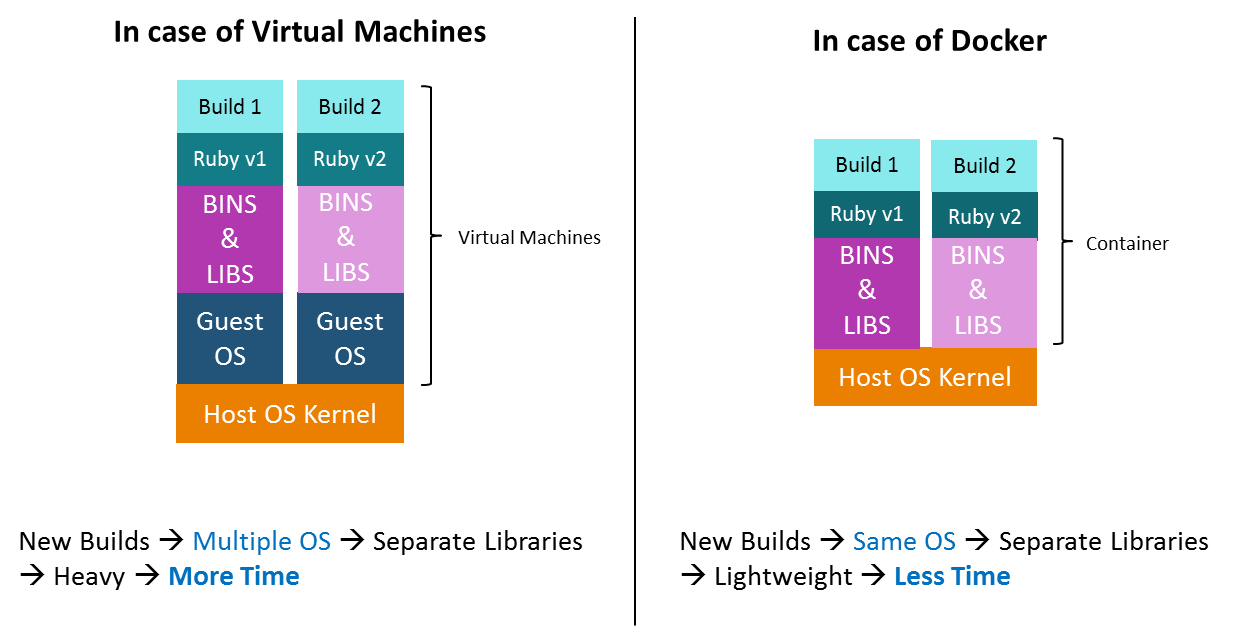 In case of Virtual Machines
Build 1
Build 2
Ruby v1
Ruby v2
BINS
&
LIBS
BINS
&
LIBS
Guest
OS
Guest
OS
Host OS Kernel
Virtual Machines
New Builds → Multiple OS → Separate Libraries
→ Heavy → More Time
In case of Docker
Build 1
Build 2
Ruby v1
Ruby v2
BINS
&
LIBS
BINS
&
LIBS
Host OS Kernel
Container
New Builds → Same OS → Separate Libraries
→ Lightweight → Less Time